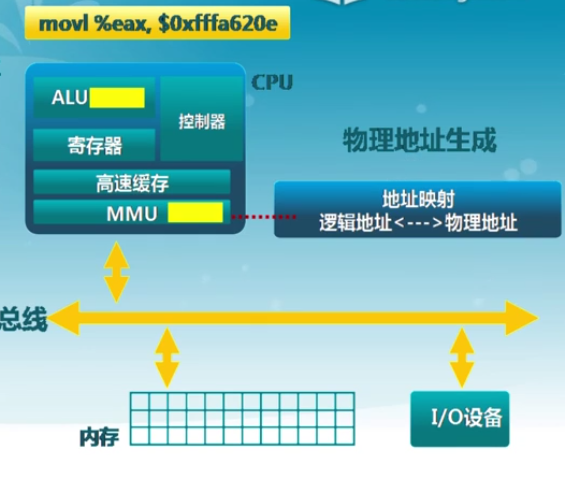 movl %eax, $0xfffa620e
CPU
ALU
控制器
寄存器
高速缓存
MMU
物理地址生成
地址映射
逻辑地址<--->物理地址
总线
内存
I/O设备